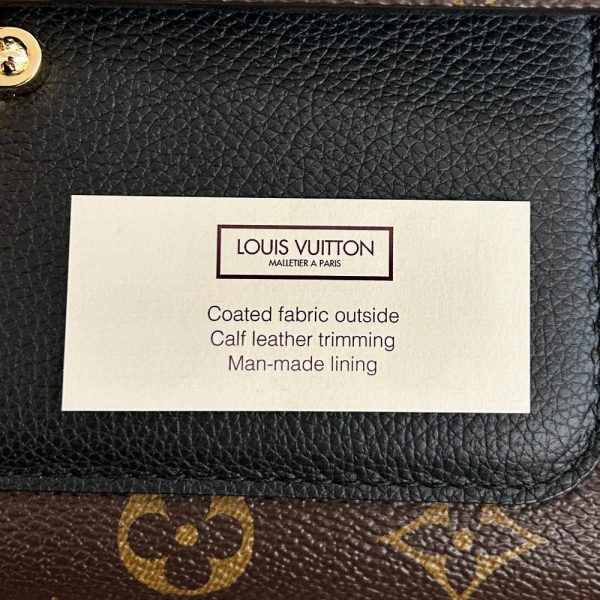 LOUIS VUITTON
MALLETIER A PARIS
Coated fabric outside
Calf leather trimming
Man-made lining